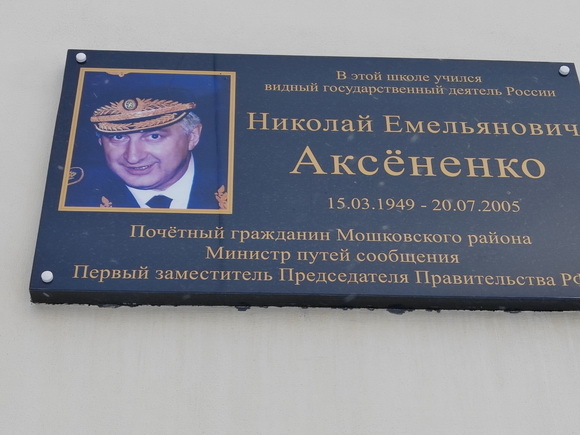 В этой школе учился
видный государственный деятель России
Николай Емельянович
Аксёненко
15.03.1949 - 20.07.2005
Почётный гражданин Мошковского района
Министр путей сообщения
Первый заместитель Председателя Правительства РФ